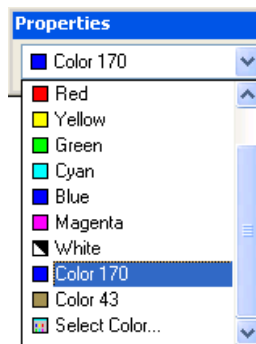 Properties
Color 170
Red
Yellow
Green
Cyan
Blue
Magenta
White
Color 170
Color 43
Select Color...